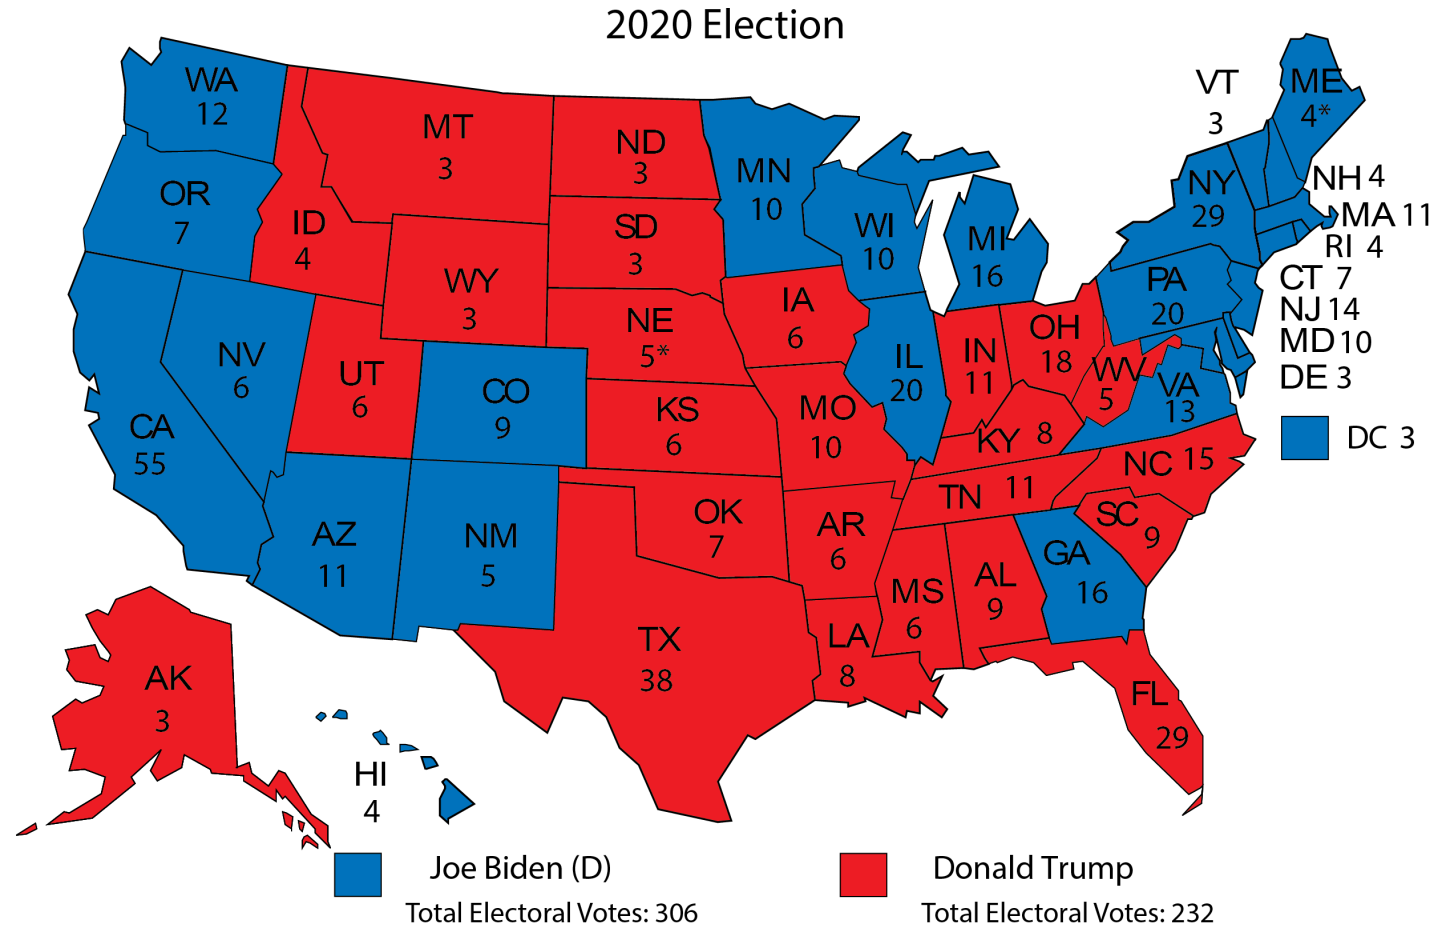 2020 Election
WA
12
OR
7
CA
55
NV
6
ID
4
MT
3
WY
3
UT
6
CO
9
AZ
11
NM
5
ND
3
SD
3
NE
5*
KS
6
OK
7
TX
38
MN
10
IA
6
MO
10
AR
6
LA
8
WI
10
IL
20
MI
16
IN
11
OH
18
KY 8
TN 11
MS
6
AL
9
GA
16
FL
29
SC
9
NC 15
VA
13
WV
5
PA
20
NY
29
VT
3
ME
4*
NH 4
MA 11
RI 4
CT 7
NJ 14
MD 10
DE 3
DC 3
AK
3
HI
4
Joe Biden (D)
Total Electoral Votes: 306
Donald Trump
Total Electoral Votes: 232